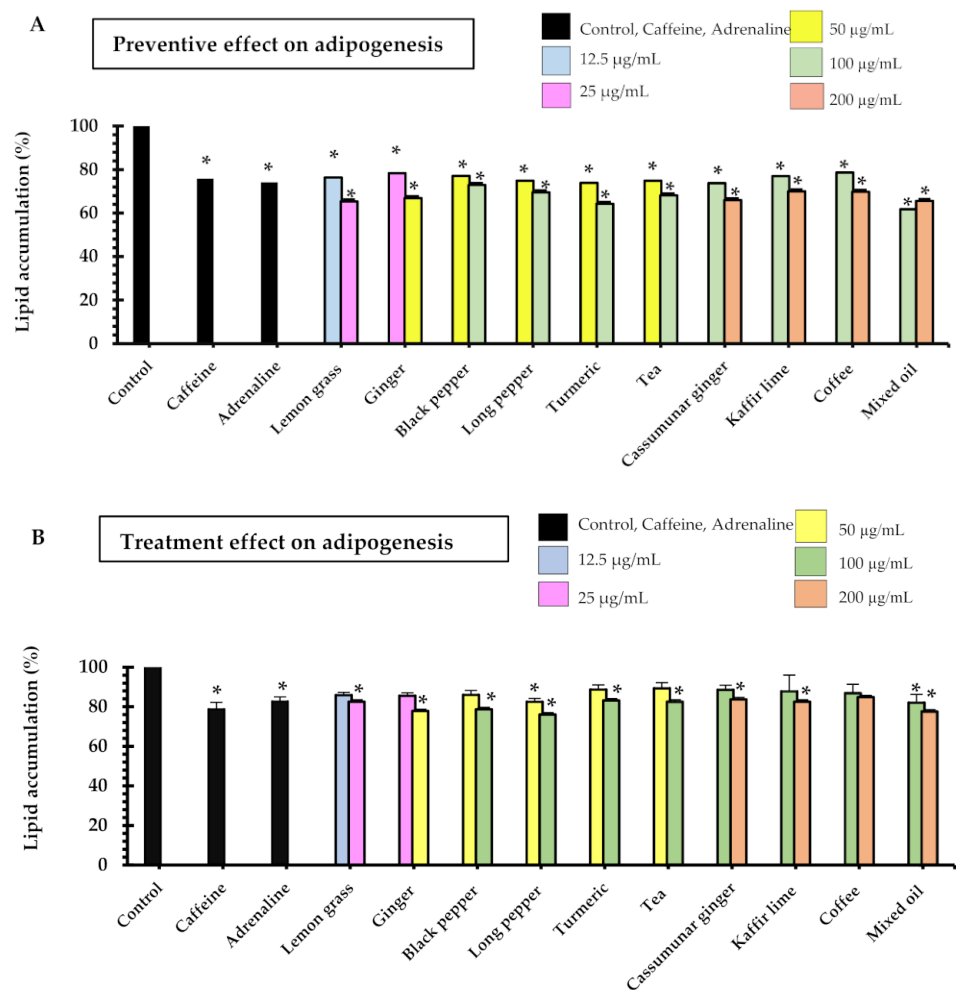 A
Preventive effect on adipogenesis
Control, Caffeine, Adrenaline
12.5 µg/mL
25 µg/mL
50 µg/mL
100 µg/mL
200 µg/mL
Lipid accumulation (%)
100
80
60
40
20
0
* * * * * * * * * * * * * * * * * * * * * *
Control
Caffeine
Adrenaline
Lemon grass
Ginger
Black pepper
Long pepper
Turmeric
Tea
Cassumunar ginger
Kaffir lime
Coffee
Mixed oil
B
Treatment effect on adipogenesis
Control, Caffeine, Adrenaline
12.5 µg/mL
25 µg/mL
50 µg/mL
100 µg/mL
200 µg/mL
Lipid accumulation (%)
100
80
60
40
20
0
* * * * * * * * * * * * *
Control
Caffeine
Adrenaline
Lemon grass
Ginger
Black pepper
Long pepper
Turmeric
Tea
Cassumunar ginger
Kaffir lime
Coffee
Mixed oil